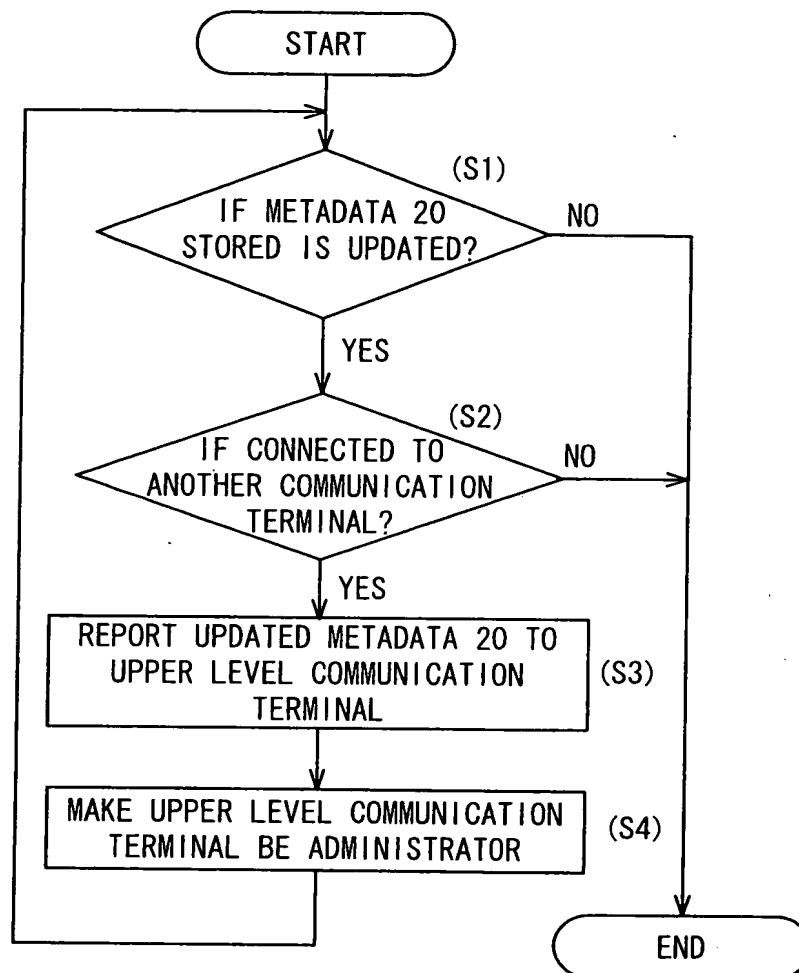 START
(S1)
IF METADATA 20
STORED IS UPDATED?
NO
YES
(S2)
IF CONNECTED TO
ANOTHER COMMUNICATION
TERMINAL?
NO
YES
REPORT UPDATED METADATA 20 TO
UPPER LEVEL COMMUNICATION
TERMINAL
(S3)
MAKE UPPER LEVEL COMMUNICATION
TERMINAL BE ADMINISTRATOR
(S4)
END